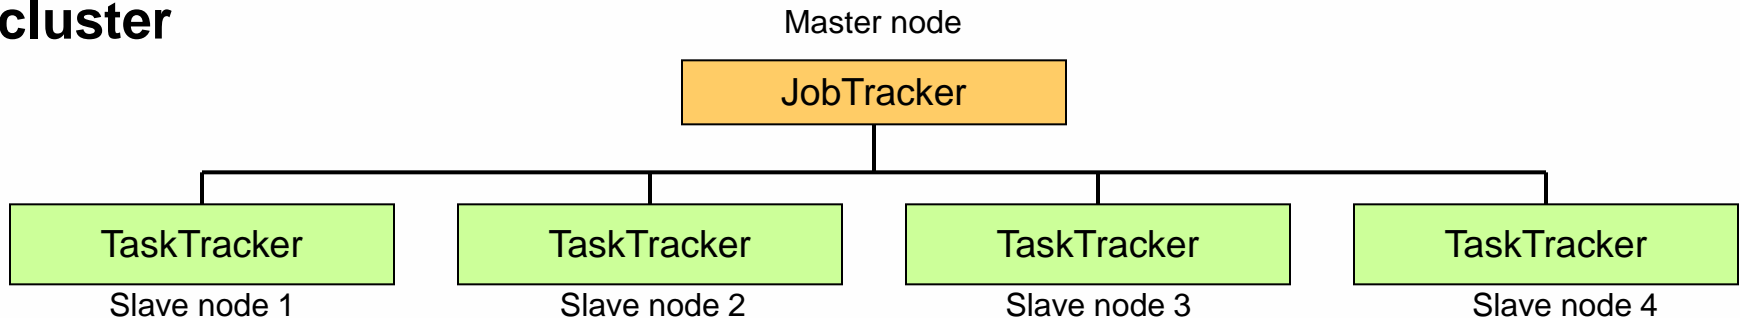 cluster
Master node
JobTracker
TaskTracker TaskTracker TaskTracker TaskTracker
Slave node 1 Slave node 2 Slave node 3 Slave node 4